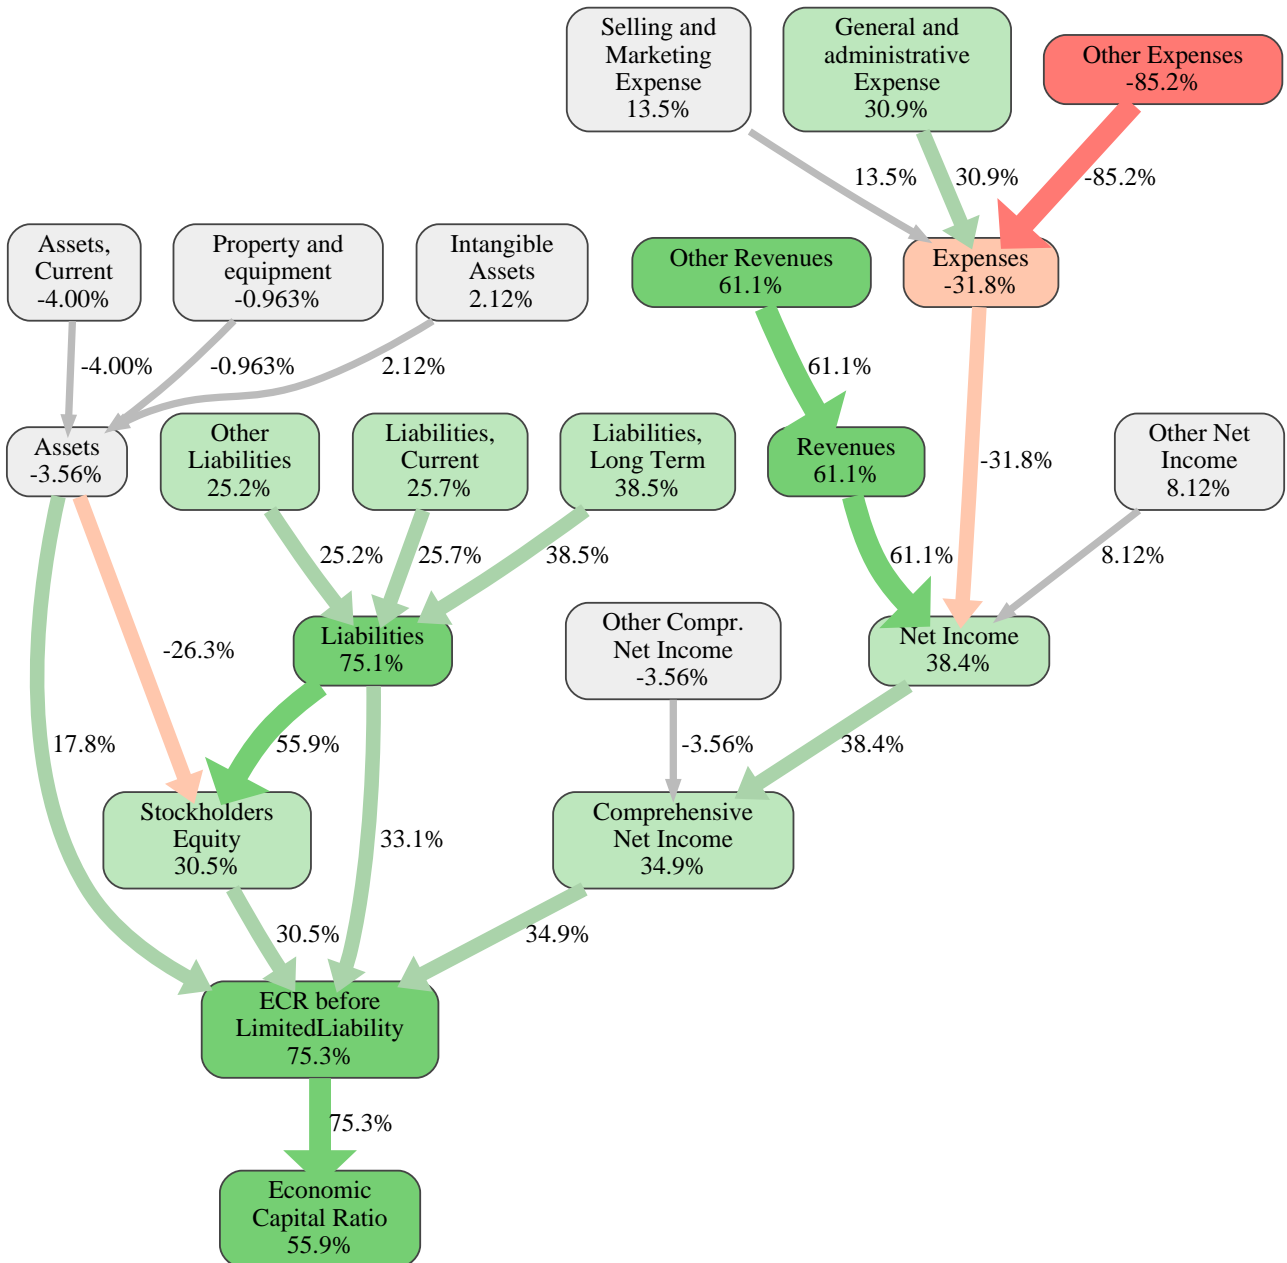 Selling and
Marketing
Expense
13.5%
General and
administrative
Expense
30.9%
Other Expenses
-85.2%
13.5%
30.9%
-85.2%
Assets,
Current
-4.00%
Property and
equipment
-0.963%
Intangible
Assets
2.12%
Other Revenues
61.1%
Expenses
-31.8%
-4.00%
-0.963%
2.12%
61.1%
-31.8%
Assets
-3.56%
Other
Liabilities
25.2%
Liabilities,
Current
25.7%
Liabilities,
Long Term
38.5%
Revenues
61.1%
Other Net
Income
8.12%
25.2%
25.7%
38.5%
61.1%
8.12%
-26.3%
Liabilities
75.1%
Other Compr.
Net Income
-3.56%
Net Income
38.4%
17.8%
55.9%
33.1%
-3.56%
38.4%
Stockholders
Equity
30.5%
Comprehensive
Net Income
34.9%
30.5%
34.9%
ECR before
LimitedLiability
75.3%
75.3%
Economic
Capital Ratio
55.9%